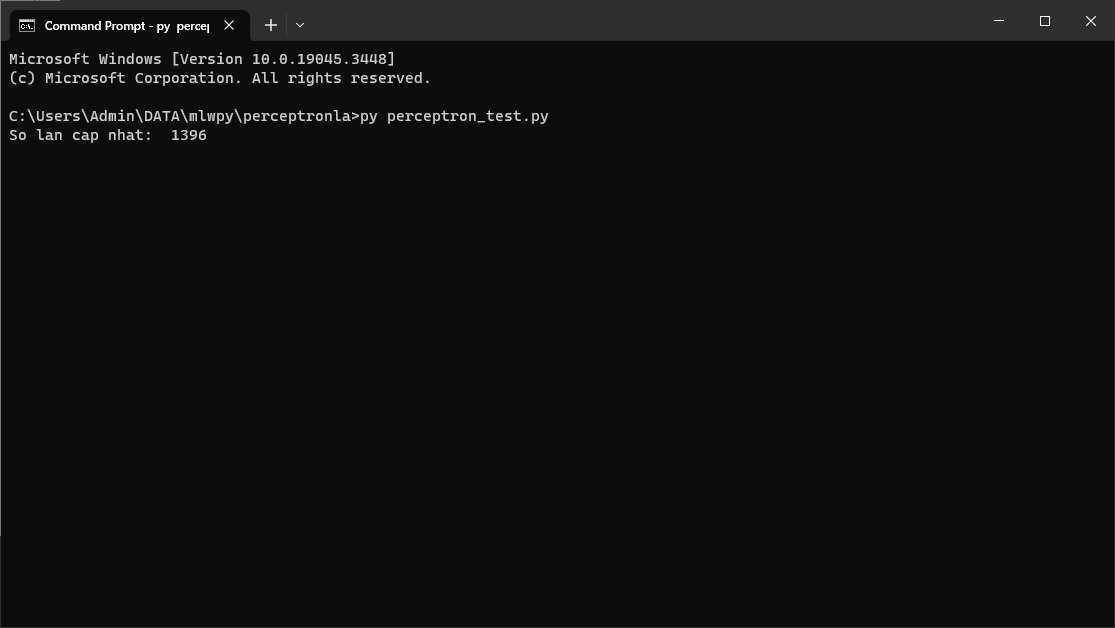 Command Prompt - py  percep
Microsoft Windows [Version 10.0.19045.3448]
(c) Microsoft Corporation. All rights reserved.
C:\Users\Admin\DATA\mlwpy\perceptronla>py perceptron_test.py
So lan cap nhat:  1396